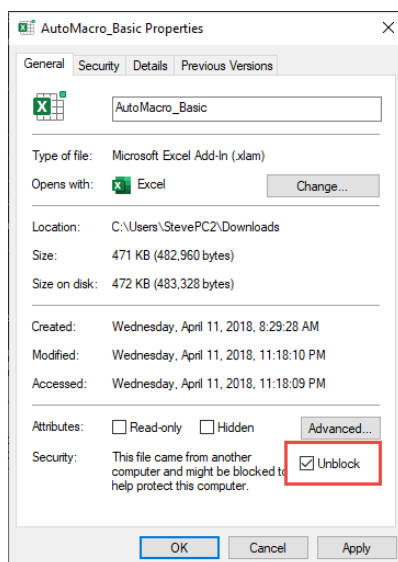 AutoMacro_Basic Properties
General Security Details Previous Versions
AutoMacro_Basic
Type of file: Microsoft Excel Add-In (.xlam)
Opens with: Excel Change...
Location: C:\Users\StevePC2\Downloads
Size: 471 KB (482,960 bytes)
Size on disk: 472 KB (483,328 bytes)
Created: Wednesday, April 11, 2018, 8:29:28 AM
Modified: Wednesday, April 11, 2018, 11:18:10 PM
Accessed: Wednesday, April 11, 2018, 11:18:09 PM
Attributes: Read-only Hidden Advanced...
Security: This file came from another
computer and might be blocked to
help protect this computer.
Unblock
OK Cancel Apply